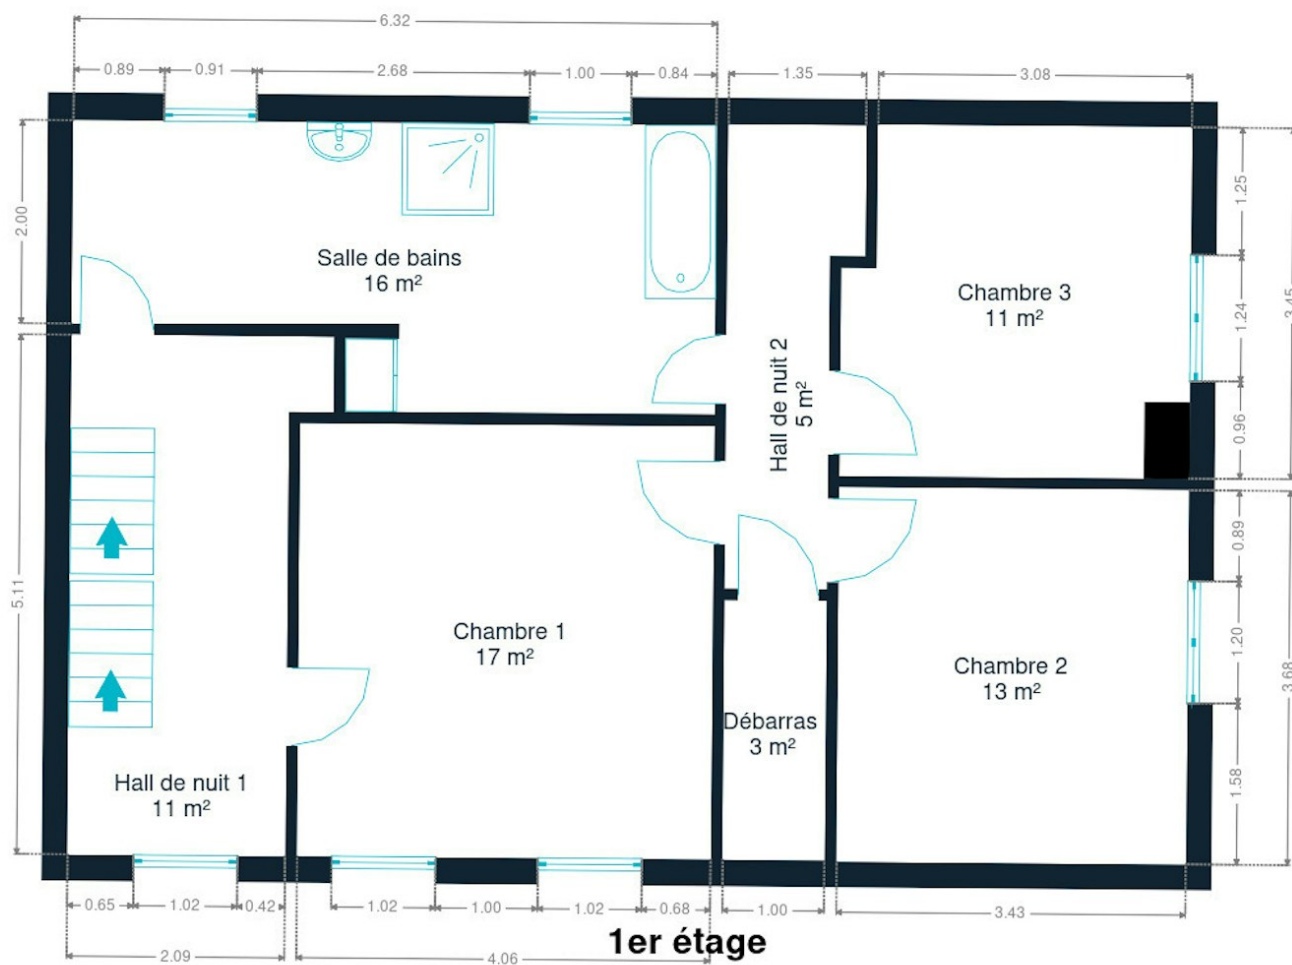 6.32
0.89
0.91
2.68
1.00
0.84
1.35
3.08
2.00
1.25
Salle de bains
16 m²
Chambre 3
11 m²
1.24
3.45
Hall de nuit 2
5 m²
0.96
0.89
5.11
Chambre 1
17 m²
1.20
Chambre 2
13 m²
3.68
Débarras
3 m²
1.58
Hall de nuit 1
11 m²
0.65
1.02
0.42
1.02
1.00
1.02
0.68
1.00
3.43
2.09
4.06
1er étage